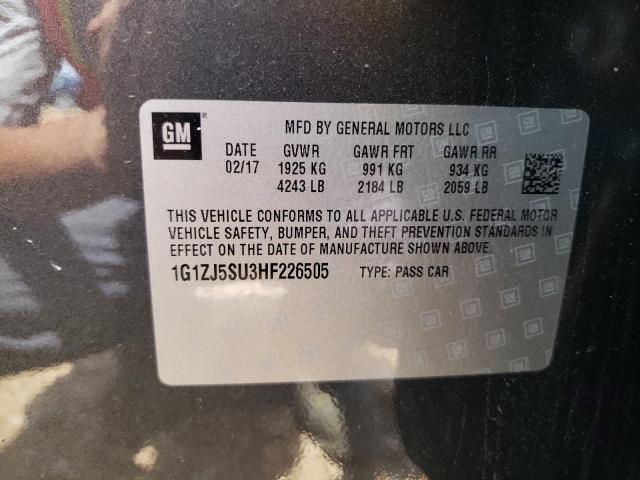 GM ®
MFD BY GENERAL MOTORS LLC
DATE GVWR GAWR FRT GAWR RR
02/17 1925 KG 991 KG 934 KG
4243 LB 2184 LB 2059 LB
THIS VEHICLE CONFORMS TO ALL APPLICABLE U.S. FEDERAL MOTOR
VEHICLE SAFETY, BUMPER, AND THEFT PREVENTION STANDARDS IN
EFFECT ON THE DATE OF MANUFACTURE SHOWN ABOVE.
1G1ZJ5SU3HF226505 TYPE: PASS CAR